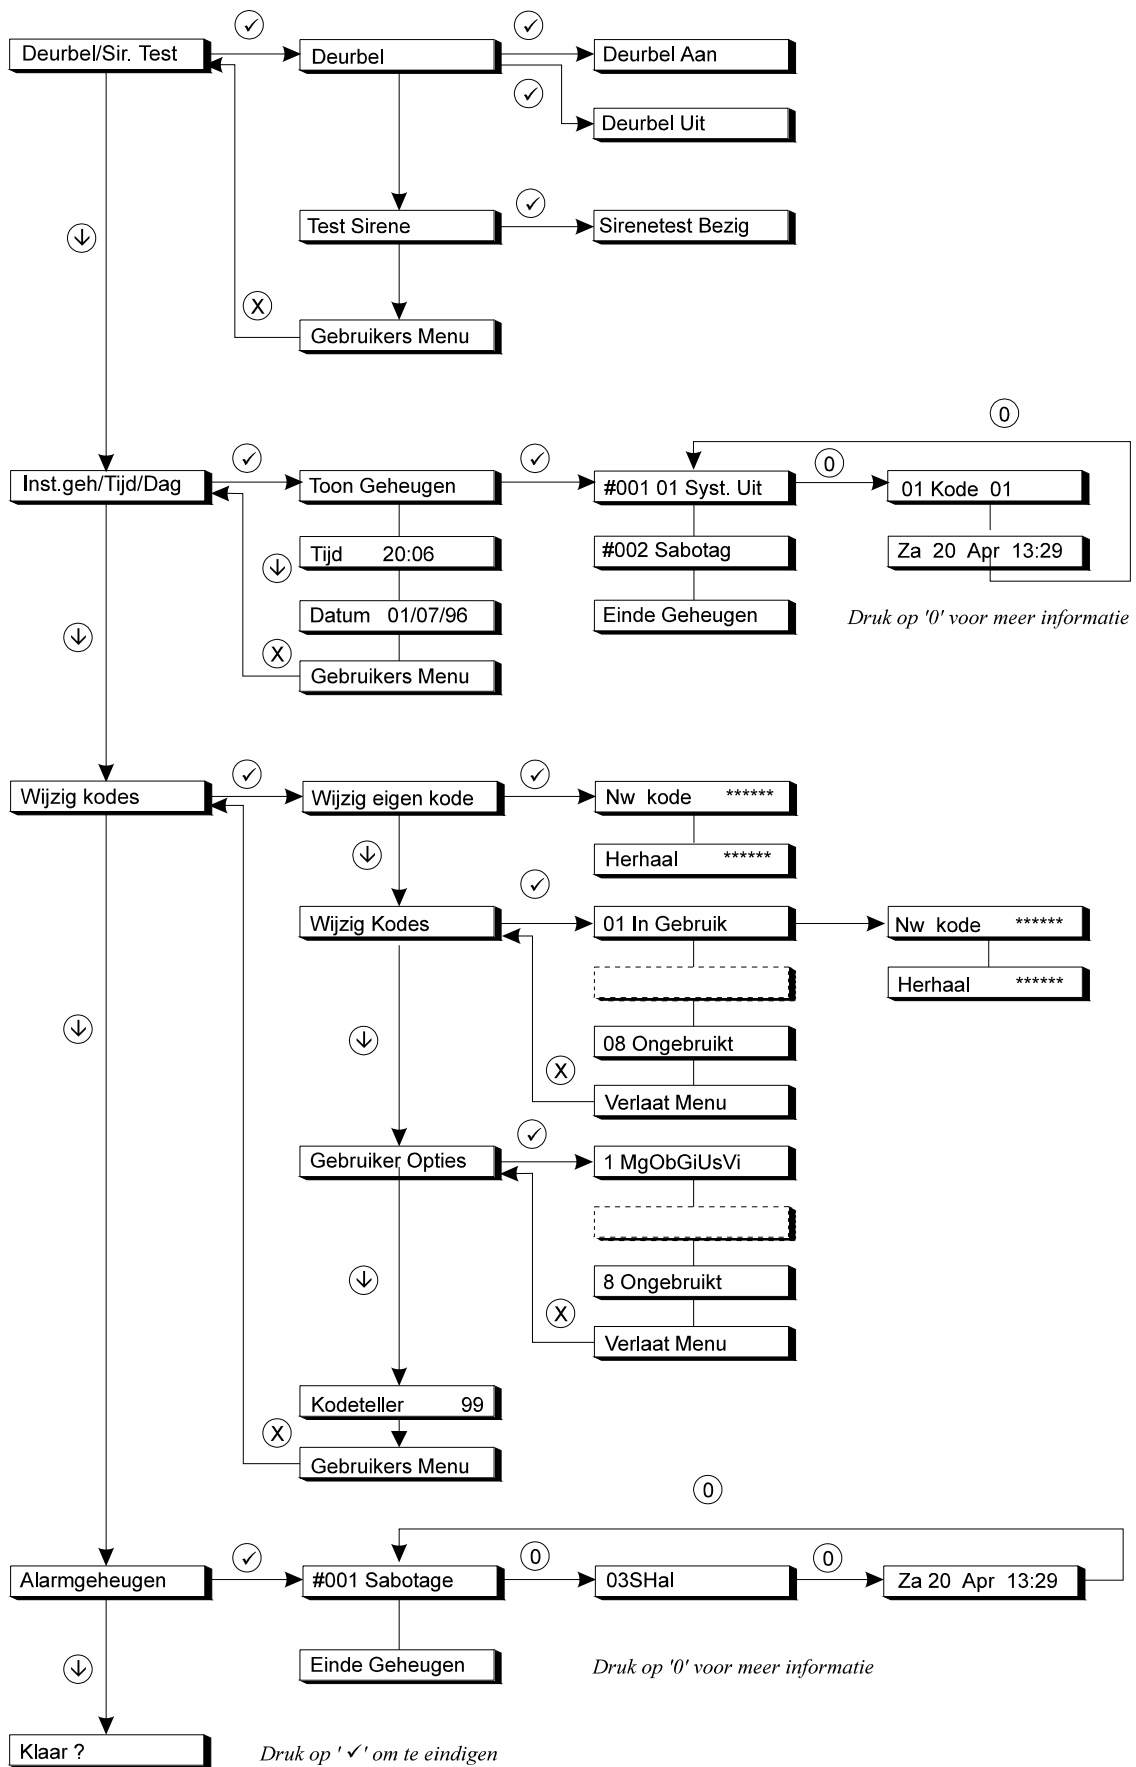 ✓ ✓
Deurbel/Sir. Test Deurbel Deurbel Aan
✓
Deurbel Uit
✓
Test Sirene Sirenetest Bezig
X
Gebruikers Menu
0
✓ ✓ 0
Inst.geh/Tijd/Dag Toon Geheugen #001 01 Syst. Uit 01 Kode 01
Tijd 20:06 #002 Sabotag Za 20 Apr 13:29
Datum 01/07/96 Einde Geheugen Druk op '0' voor meer informatie
X
Gebruikers Menu
✓ ✓
Wijzig kodes Wijzig eigen kode Nw kode ******
Herhaal ******
✓
Wijzig Kodes 01 In Gebruik Nw kode ******
Herhaal ******
08 Ongebruikt
X
Verlaat Menu
✓
Gebruiker Opties 1 MgObGiUsVi
8 Ongebruikt
X
Verlaat Menu
Kodeteller 99
X
Gebruikers Menu
0
✓ 0 0
Alarmgeheugen #001 Sabotage 03SHal Za 20 Apr 13:29
Einde Geheugen Druk op '0' voor meer informatie
Klaar ? Druk op '✓' om te eindigen